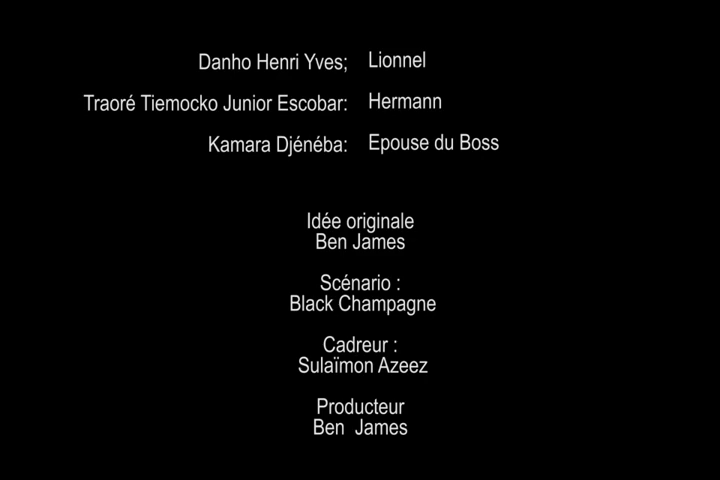 Danho Henri Yves; Lionnel
Traoré Tiemocko Junior Escobar: Hermann
Kamara Djénéba: Epouse du Boss
Idée originale
Ben James
Scénario :
Black Champagne
Cadreur :
Sulaïmon Azeez
Producteur
Ben James